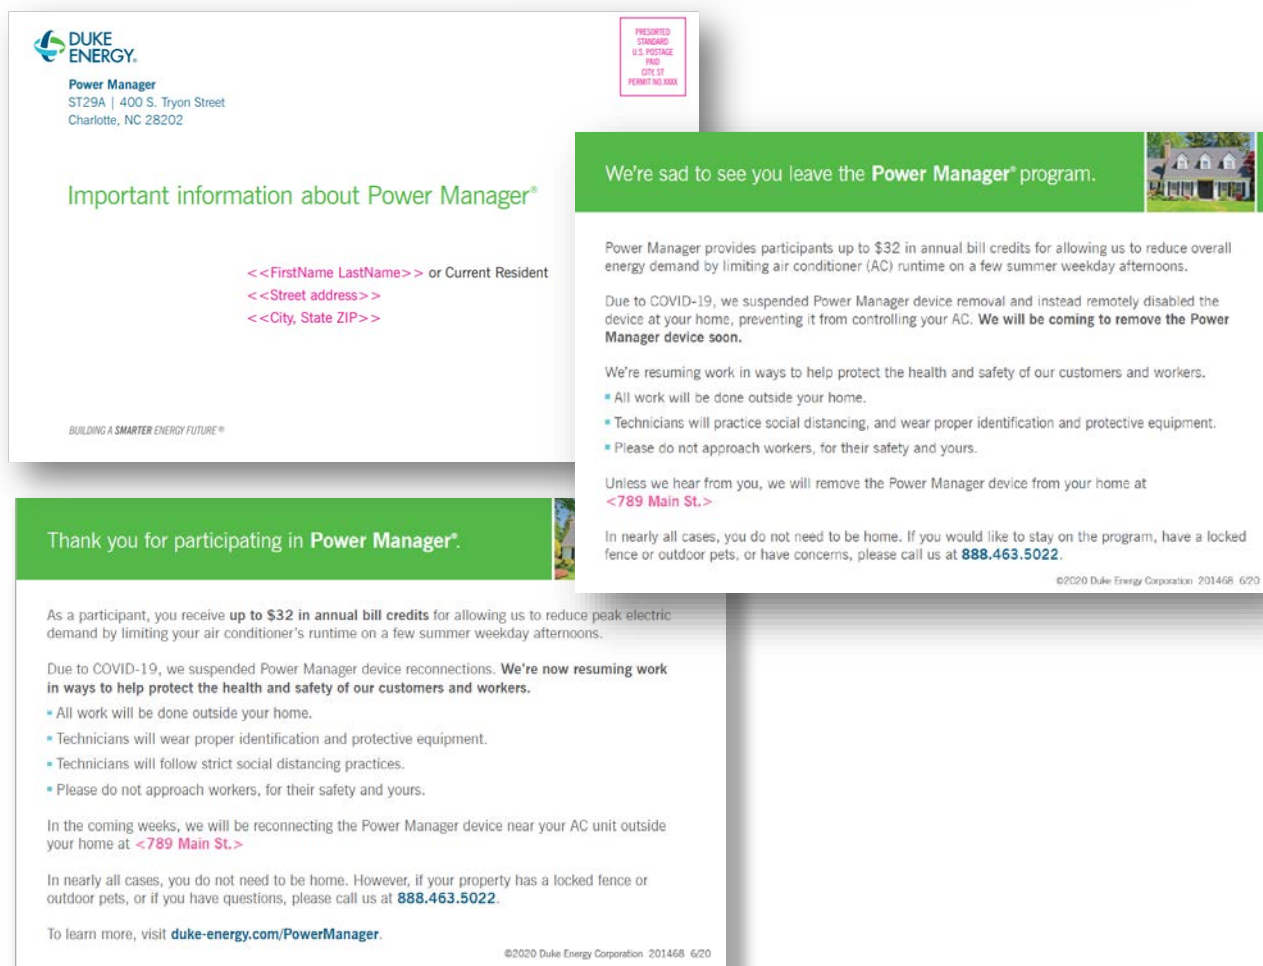 DUKE
ENERGY®
Power Manager
ST29A | 400 S. Tryon Street
Charlotte, NC 28202
PRESORTED
STANDARD
U.S. POSTAGE
PAID
CITY, ST
PERMIT NO.XXXX
Important information about Power Manager®
<<FirstName LastName>> or Current Resident
<<Street address>>
<<City, State ZIP>>
BUILDING A SMARTER ENERGY FUTURE ®
We're sad to see you leave the Power Manager® program.
Power Manager provides participants up to $32 in annual bill credits for allowing us to reduce overall
energy demand by limiting air conditioner (AC) runtime on a few summer weekday afternoons.
Due to COVID-19, we suspended Power Manager device removal and instead remotely disabled the
device at your home, preventing it from controlling your AC. We will be coming to remove the Power
Manager device soon.
We're resuming work in ways to help protect the health and safety of our customers and workers.
▪ All work will be done outside your home.
▪ Technicians will practice social distancing, and wear proper identification and protective equipment.
▪ Please do not approach workers, for their safety and yours.
Unless we hear from you, we will remove the Power Manager device from your home at
<789 Main St.>
In nearly all cases, you do not need to be home. If you would like to stay on the program, have a locked
fence or outdoor pets, or have concerns, please call us at 888.463.5022.
©2020 Duke Energy Corporation 201468 6/20
Thank you for participating in Power Manager®.
As a participant, you receive up to $32 in annual bill credits for allowing us to reduce peak electric
demand by limiting your air conditioner's runtime on a few summer weekday afternoons.
Due to COVID-19, we suspended Power Manager device reconnections. We're now resuming work
in ways to help protect the health and safety of our customers and workers.
▪ All work will be done outside your home.
▪ Technicians will wear proper identification and protective equipment.
▪ Technicians will follow strict social distancing practices.
▪ Please do not approach workers, for their safety and yours.
In the coming weeks, we will be reconnecting the Power Manager device near your AC unit outside
your home at <789 Main St.>
In nearly all cases, you do not need to be home. However, if your property has a locked fence or
outdoor pets, or if you have questions, please call us at 888.463.5022.
To learn more, visit duke-energy.com/PowerManager.
©2020 Duke Energy Corporation 201468 6/20